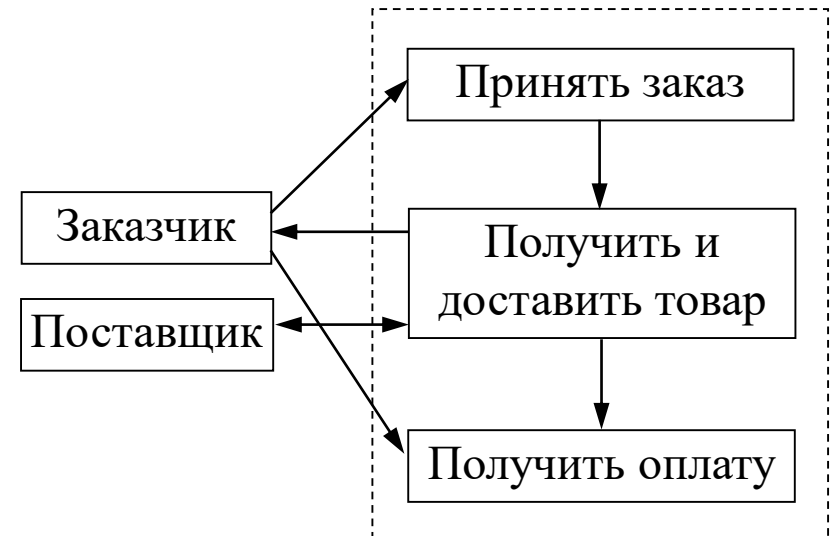 Принять заказ
Заказчик
Получить и
доставить товар
Поставщик
Получить оплату